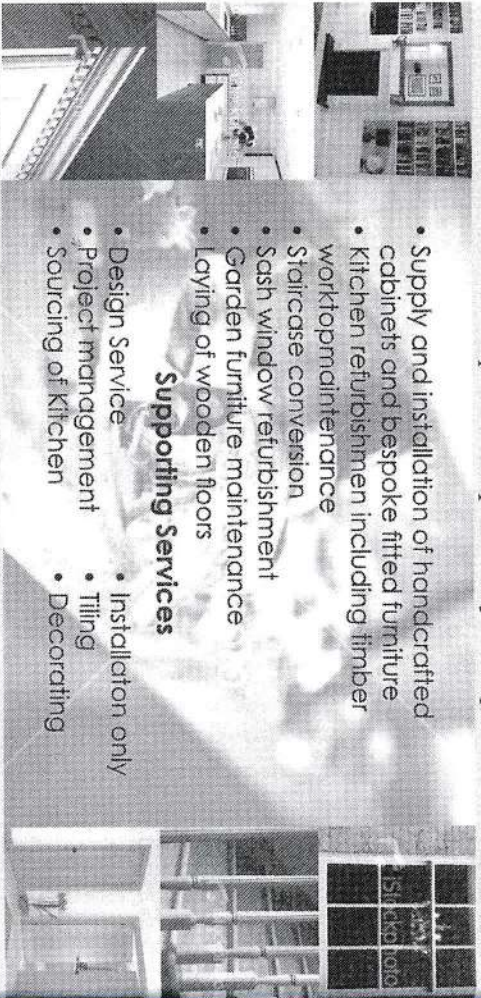 • Supply and installation of handcrafted
cabinets and bespoke fitted furniture
• Kitchen refurbishmen including timber
worktopmaintenance
• Staircase conversion
• Sash window refurbishment
• Garden furniture maintenance
• Laying of wooden floors
Supporting Services
• Design Service
• Project management
• Sourcing of Kitchen
• Installaton only
• Tiling
• Decorating
iStockphoto